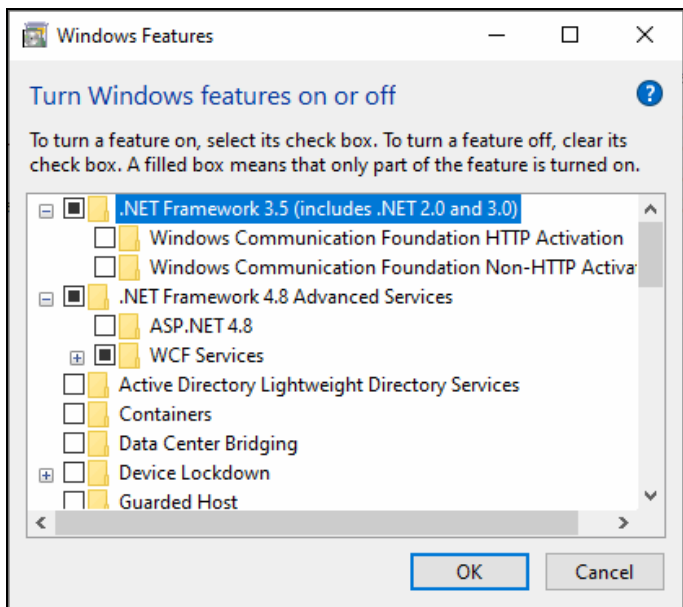 Windows Features
Turn Windows features on or off
?
To turn a feature on, select its check box. To turn a feature off, clear its
check box. A filled box means that only part of the feature is turned on.
.NET Framework 3.5 (includes .NET 2.0 and 3.0)
Windows Communication Foundation HTTP Activation
Windows Communication Foundation Non-HTTP Activa
.NET Framework 4.8 Advanced Services
ASP.NET 4.8
WCF Services
Active Directory Lightweight Directory Services
Containers
Data Center Bridging
Device Lockdown
Guarded Host
OK
Cancel